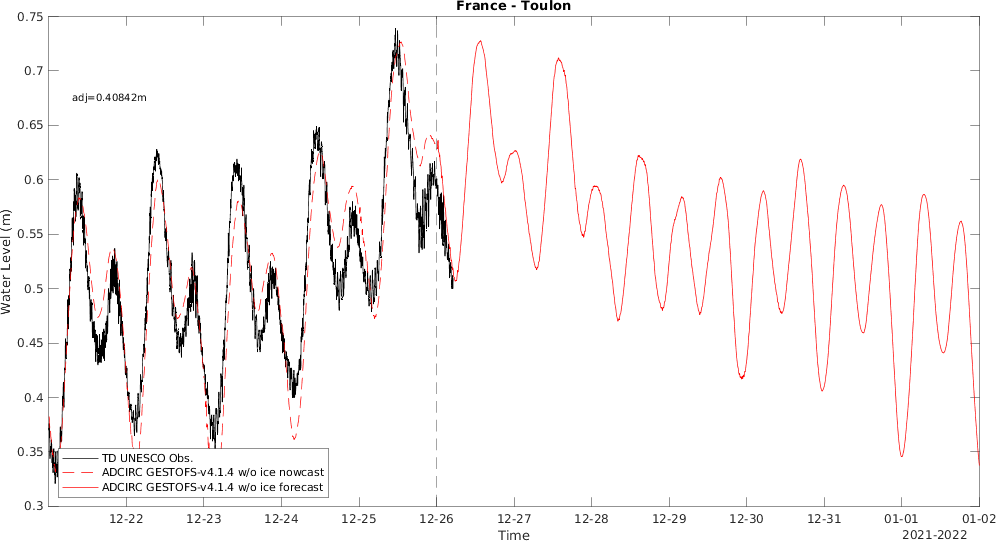 France - Toulon
0.75
0.7
0.65
0.6
0.55
0.5
0.45
0.4
0.35
0.3
Water Level (m)
adj=0.40842m
TD UNESCO Obs.
ADCIRC GESTOFS-v4.1.4 w/o ice nowcast
ADCIRC GESTOFS-v4.1.4 w/o ice forecast
12-22 12-23 12-24 12-25 12-26 12-27 12-28 12-29 12-30 12-31 01-01 01-02
Time
2021-2022